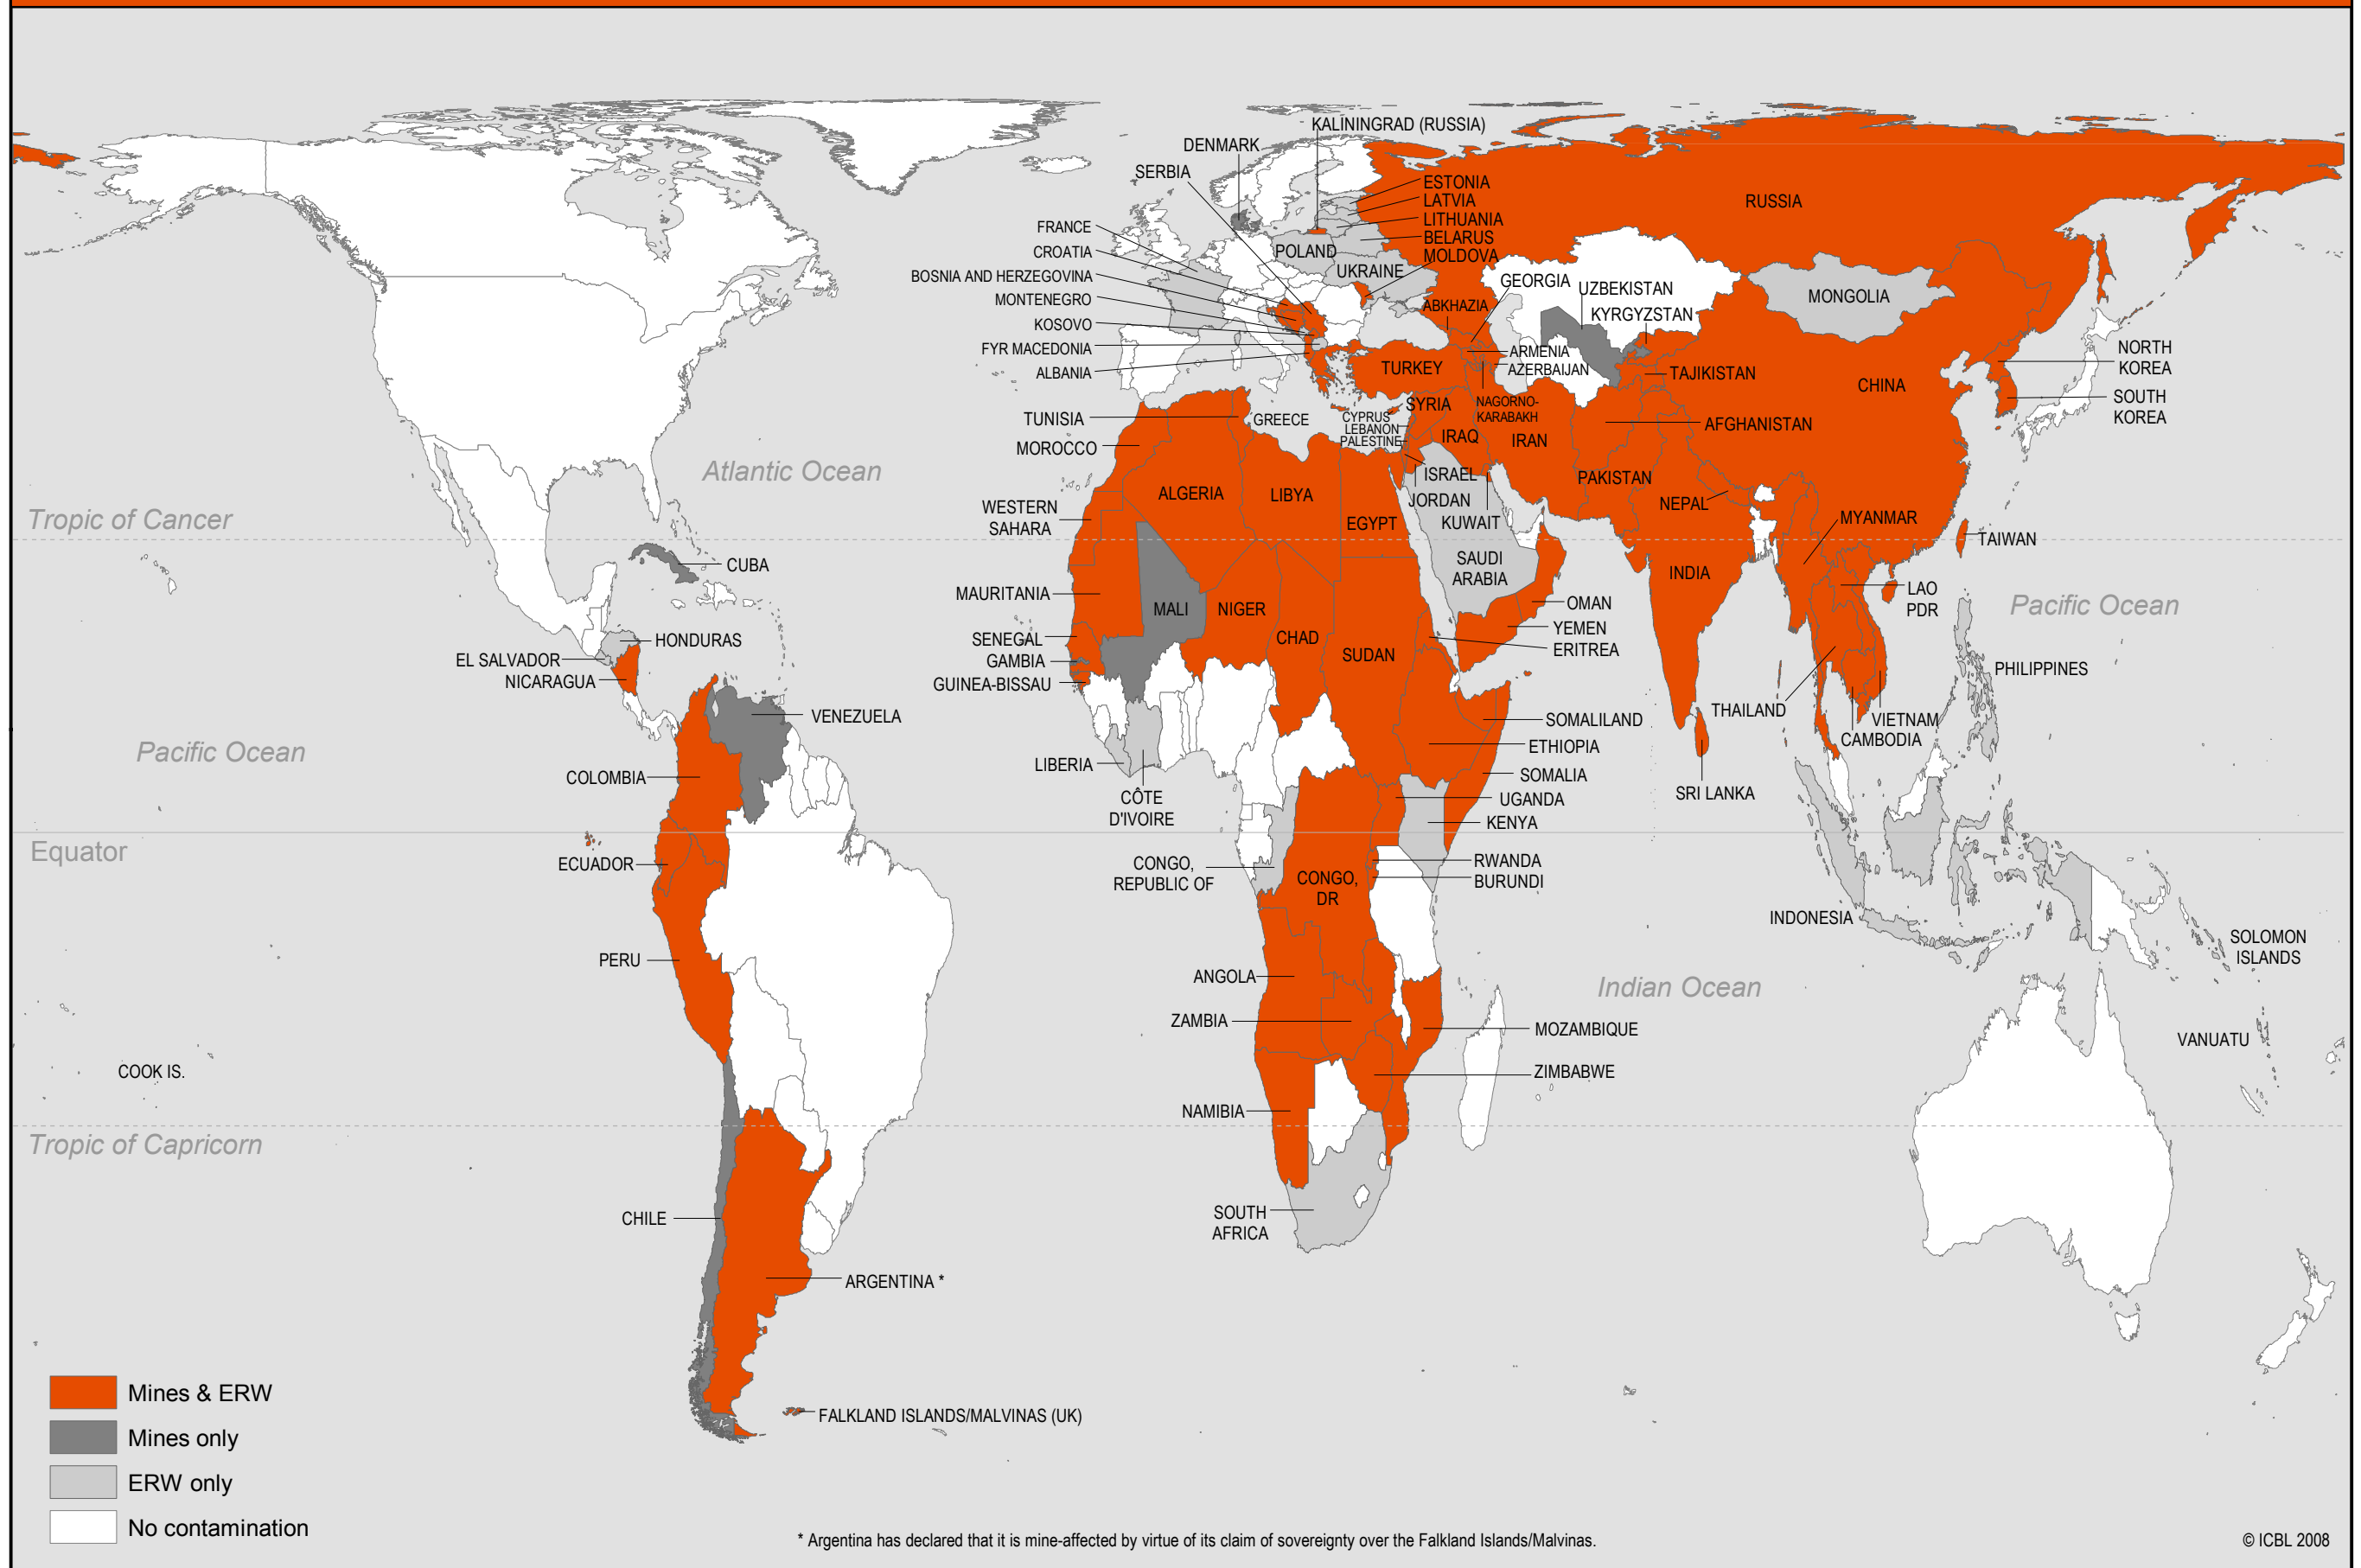 KALININGRAD (RUSSIA)
DENMARK
SERBIA
ESTONIA
LATVIA
LITHUANIA
BELARUS
MOLDOVA
RUSSIA
FRANCE
CROATIA
BOSNIA AND HERZEGOVINA
MONTENEGRO
KOSOVO
FYR MACEDONIA
ALBANIA
POLAND
UKRAINE
GEORGIA
UZBEKISTAN
KYRGYZSTAN
ABKHAZIA
MONGOLIA
ARMENIA
AZERBAIJAN
TURKEY
TAJIKISTAN
CHINA
NORTH
KOREA
SOUTH
KOREA
TUNISIA
MOROCCO
GREECE
CYPRUS
LEBANON
PALESTINE
SYRIA
NAGORNO-
KARABAKH
IRAQ
IRAN
AFGHANISTAN
PAKISTAN
ISRAEL
JORDAN
KUWAIT
NEPAL
MYANMAR
TAIWAN
Atlantic Ocean
Tropic of Cancer
WESTERN
SAHARA
ALGERIA
LIBYA
EGYPT
SAUDI
ARABIA
INDIA
LAO
PDR
Pacific Ocean
CUBA
MAURITANIA
MALI
NIGER
CHAD
SUDAN
OMAN
YEMEN
ERITREA
HONDURAS
EL SALVADOR
NICARAGUA
SENEGAL
GAMBIA
GUINEA-BISSAU
PHILIPPINES
VENEZUELA
SOMALILAND
ETHIOPIA
SOMALIA
UGANDA
KENYA
THAILAND
VIETNAM
CAMBODIA
SRI LANKA
Pacific Ocean
COLOMBIA
LIBERIA
CÔTE
D'IVOIRE
Equator
ECUADOR
CONGO,
REPUBLIC OF
CONGO,
DR
RWANDA
BURUNDI
INDONESIA
SOLOMON
ISLANDS
PERU
ANGOLA
ZAMBIA
Indian Ocean
MOZAMBIQUE
ZIMBABWE
VANUATU
COOK IS.
NAMIBIA
Tropic of Capricorn
CHILE
SOUTH
AFRICA
ARGENTINA *
FALKLAND ISLANDS/MALVINAS (UK)
Mines & ERW
Mines only
ERW only
No contamination
* Argentina has declared that it is mine-affected by virtue of its claim of sovereignty over the Falkland Islands/Malvinas.
© ICBL 2008